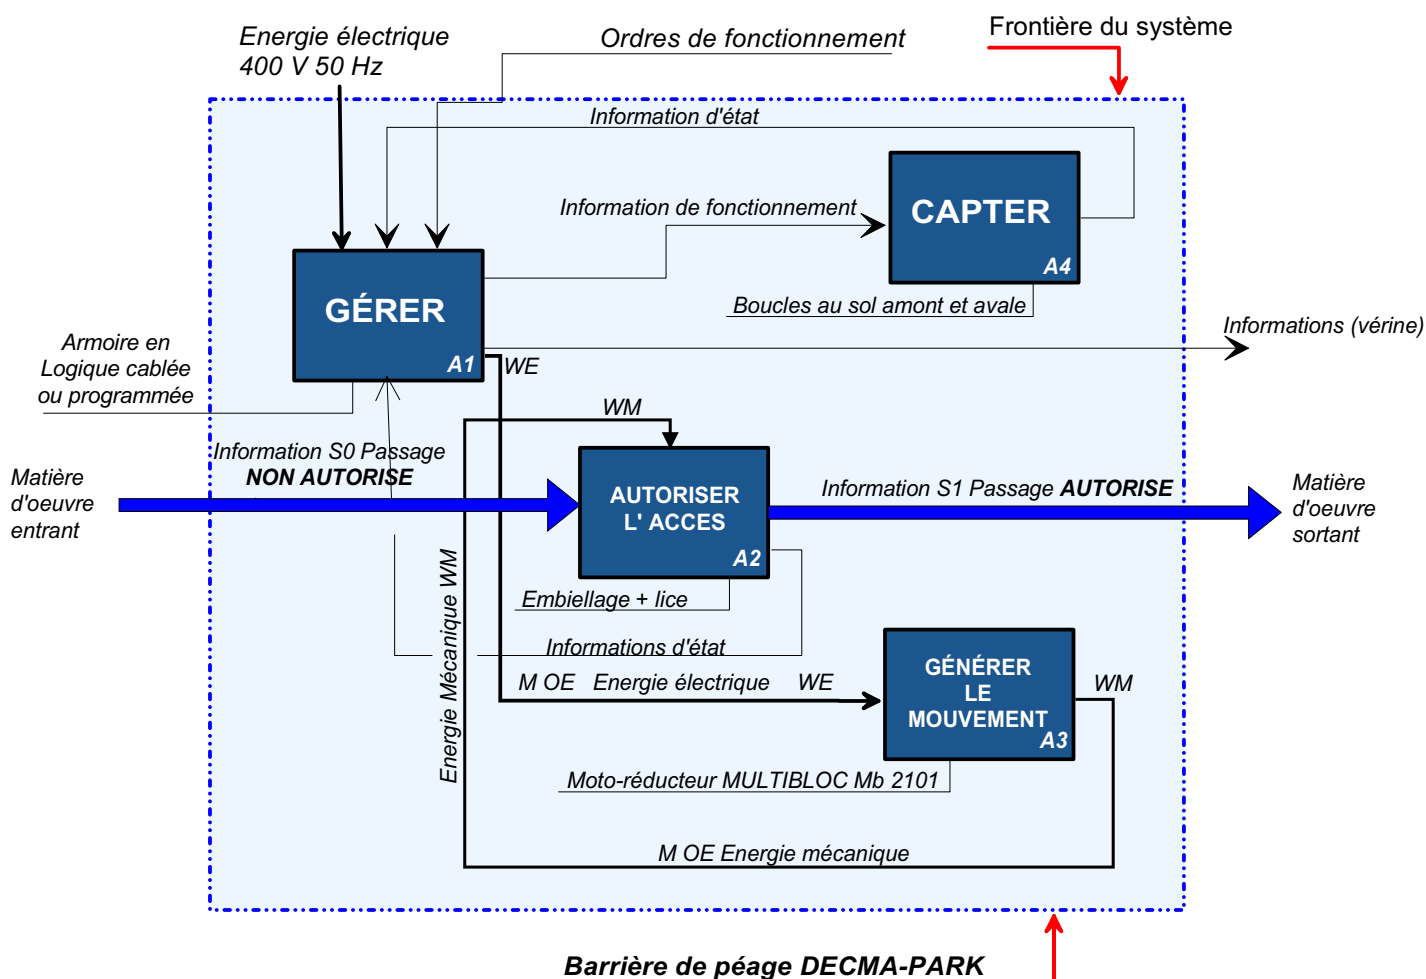 Energie électrique
400 V 50 Hz
Ordres de fonctionnement
Frontière du système
Information d'état
Information de fonctionnement
CAPTER
A4
Boucles au sol amont et avale
GÉRER
A1
Informations (vérine)
Armoire en
Logique cablée
ou programmée
WE
WM
Information S0 Passage
NON AUTORISE
Matière
d'oeuvre
entrant
AUTORISER
L' ACCES
A2
Information S1 Passage AUTORISE
Matière
d'oeuvre
sortant
Embiellage + lice
Informations d'état
Energie Mécanique WM
M OE Energie électrique WE
GÉNÉRER
LE
MOUVEMENT
A3
WM
Moto-réducteur MULTIBLOC Mb 2101
M OE Energie mécanique
Barrière de péage DECMA-PARK